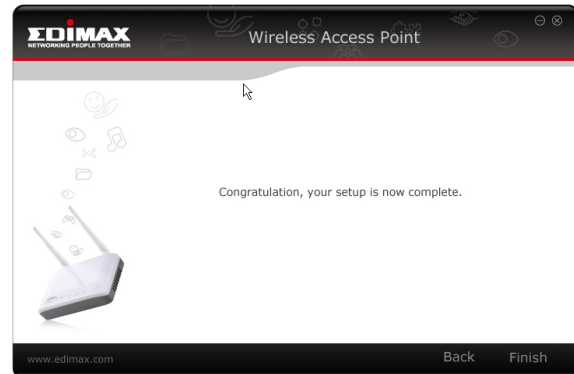 EDIMAX
NETWORKING PEOPLE TOGETHER
Wireless Access Point
Congratulation, your setup is now complete.
www.edimax.com
Back
Finish